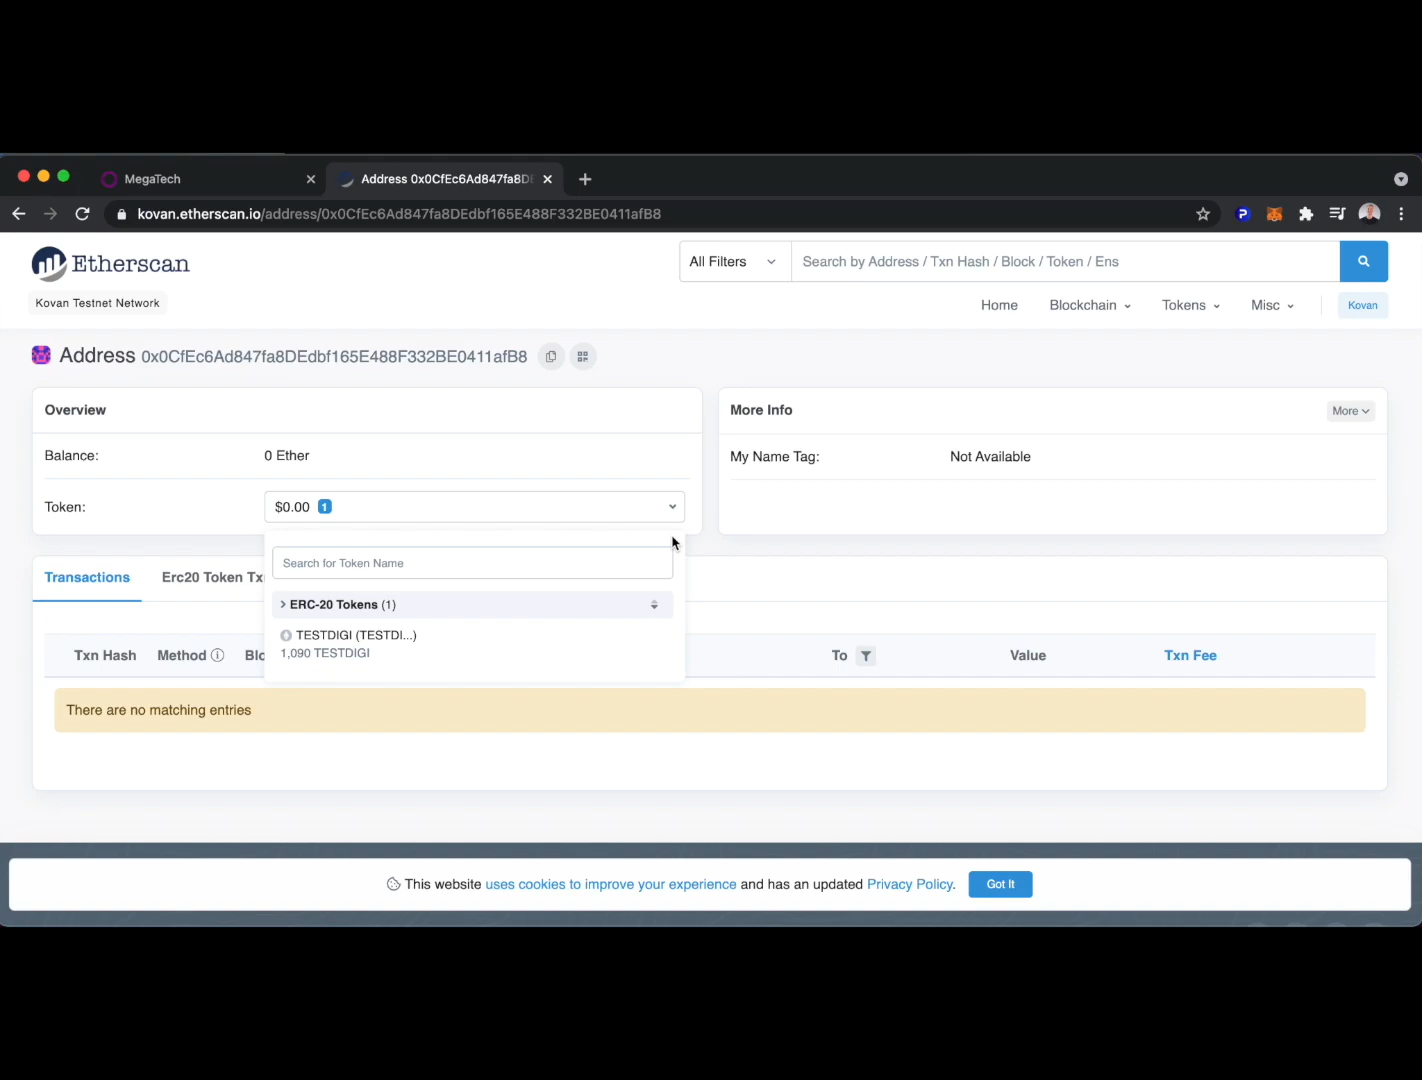 MegaTech
Address 0x0CfEc6Ad847fa8DE
kovan.etherscan.io/address/0x0CfEc6Ad847fa8DEdbf165E488F332BE0411afB8
Etherscan
All Filters
Search by Address / Txn Hash / Block / Token / Ens
Kovan Testnet Network
Home
Blockchain
Tokens
Misc
Kovan
Address 0x0CfEc6Ad847fa8DEdbf165E488F332BE0411afB8
Overview
Balance:
0 Ether
Token:
$0.00 1
More Info
More
My Name Tag:
Not Available
Search for Token Name
ERC-20 Tokens (1)
TESTDIGI (TESTDI...)
1,090 TESTDIGI
Transactions
Erc20 Token Tx
Txn Hash
Method
Blo
To
Value
Txn Fee
There are no matching entries
This website uses cookies to improve your experience and has an updated Privacy Policy.
Got It